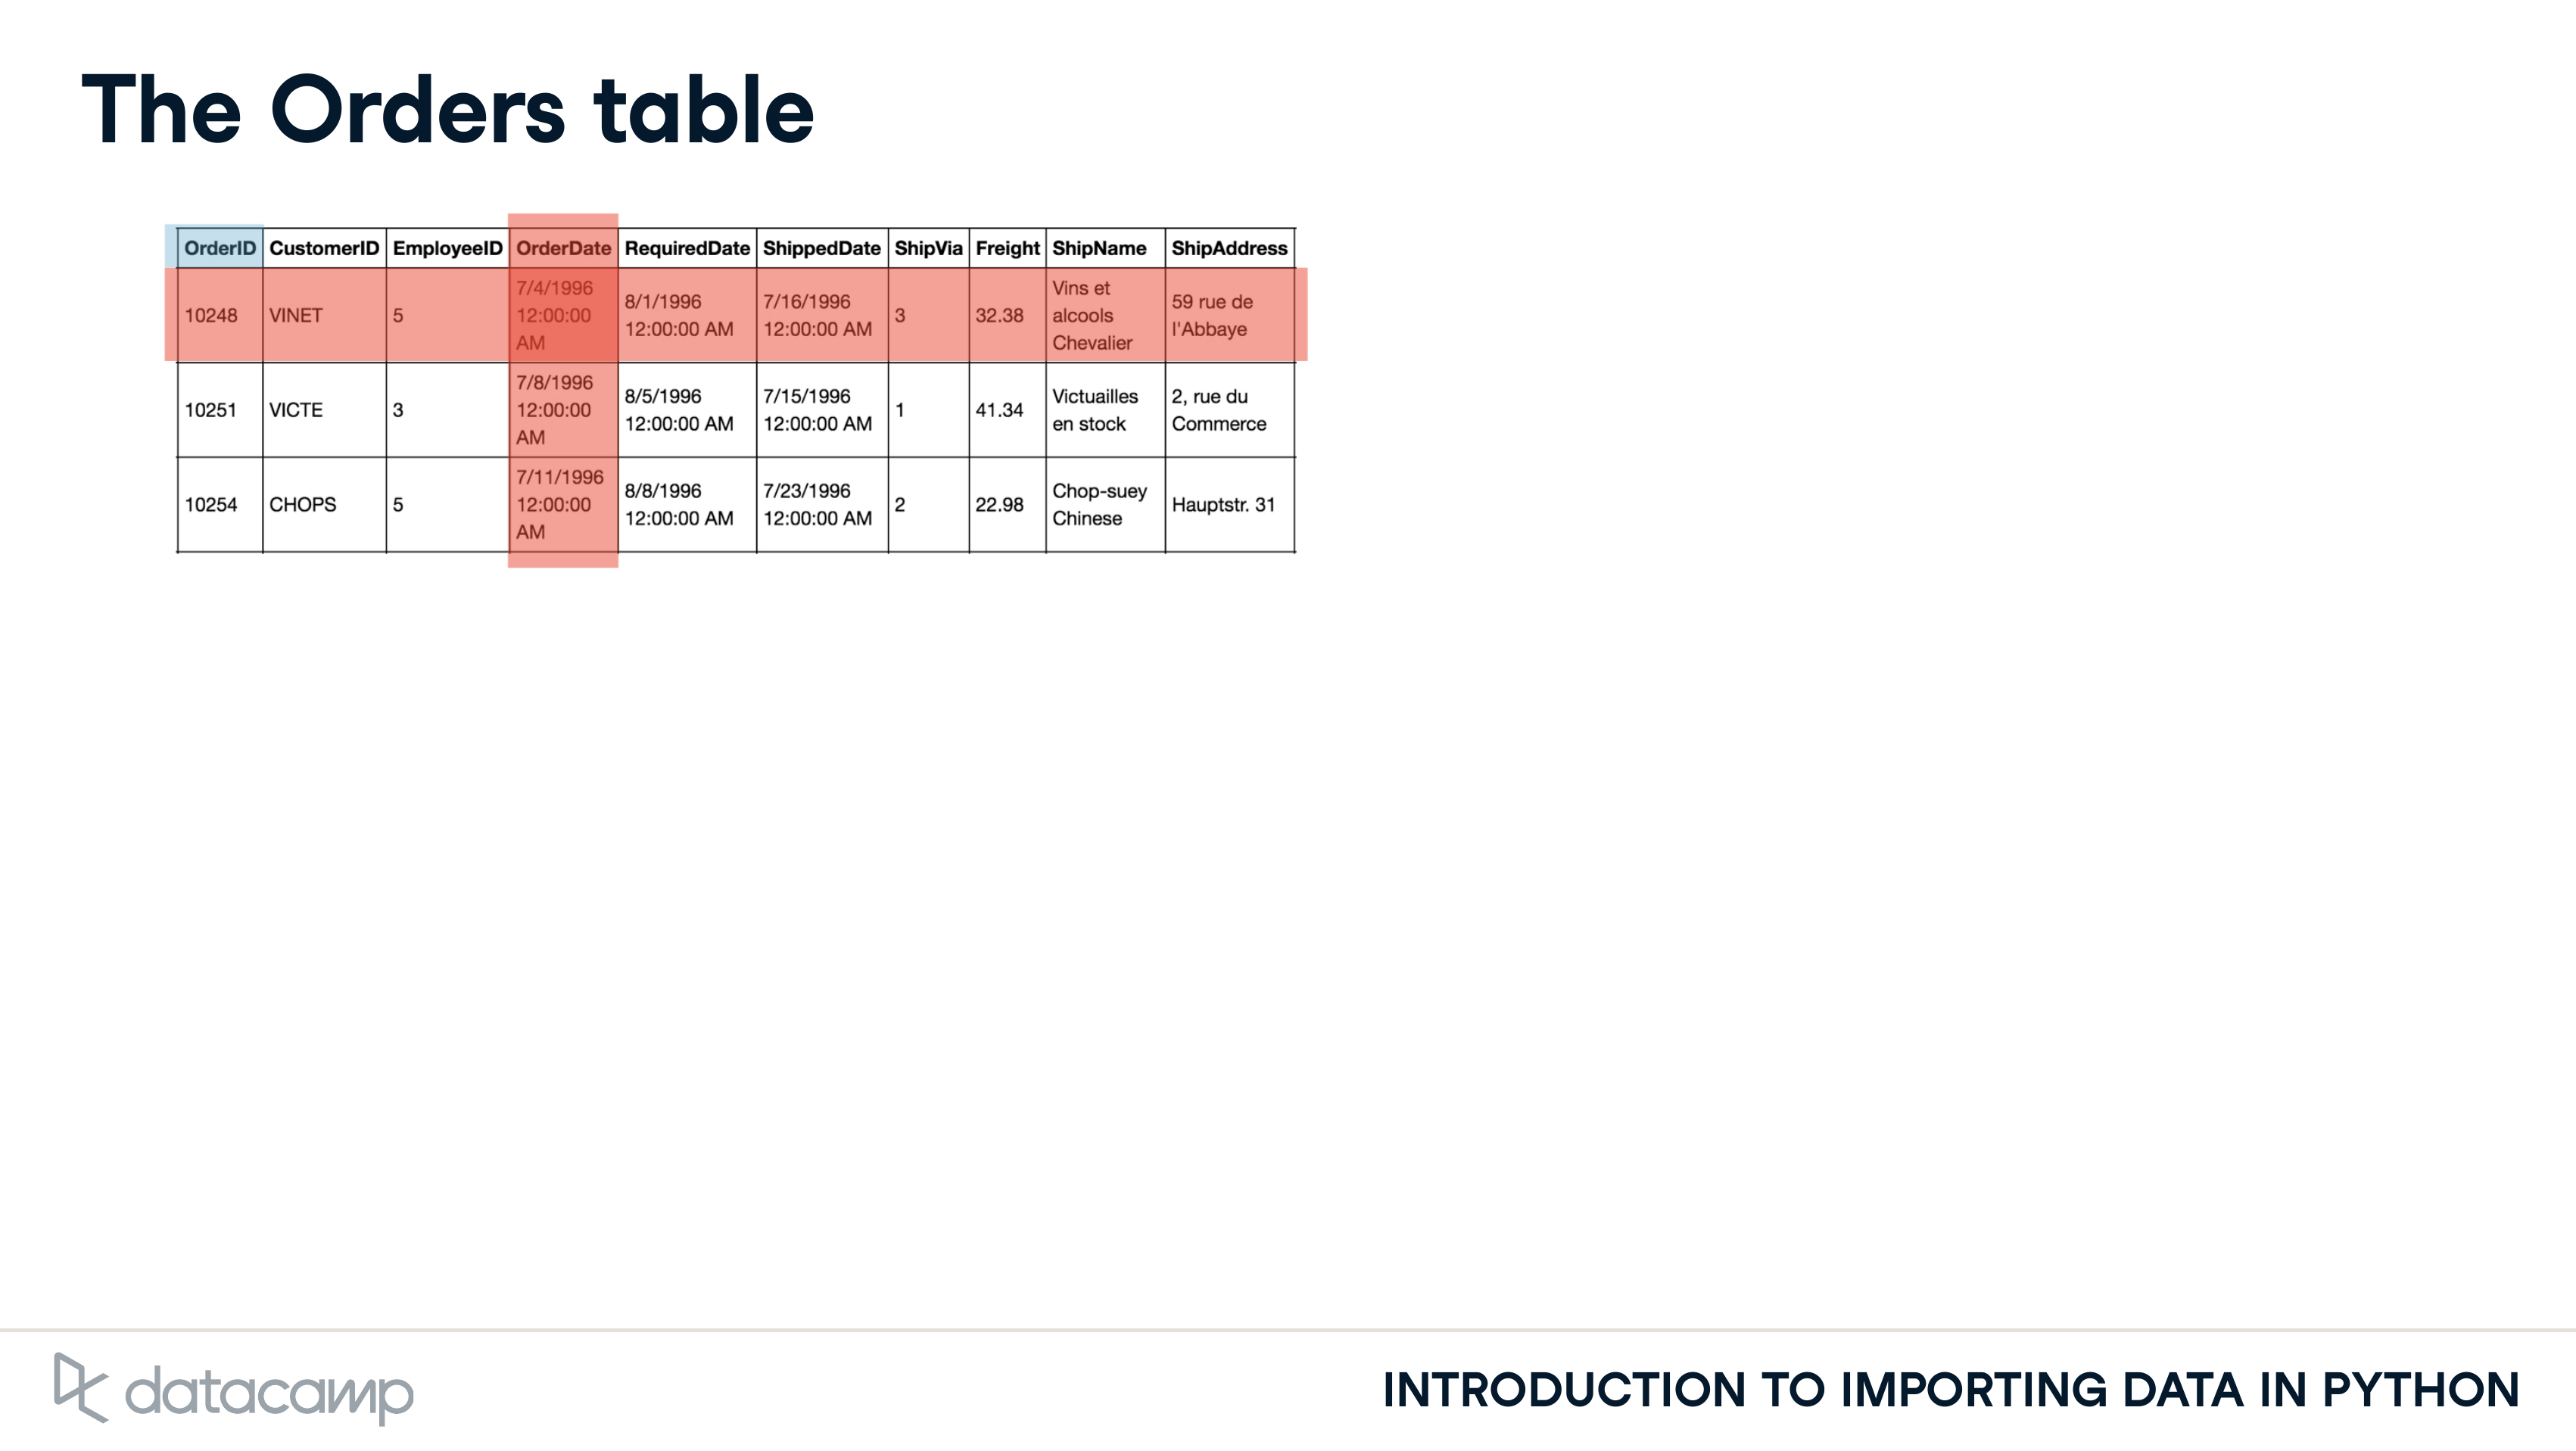 The Orders table
OrderID CustomerID EmployeeID OrderDate RequiredDate ShippedDate ShipVia Freight ShipName ShipAddress
10248 VINET 5 7/4/1996 12:00:00 AM 8/1/1996 12:00:00 AM 7/16/1996 12:00:00 AM 3 32.38 Vins et alcools Chevalier 59 rue de l'Abbaye
10251 VICTE 3 7/8/1996 12:00:00 AM 8/5/1996 12:00:00 AM 7/15/1996 12:00:00 AM 1 41.34 Victuailles en stock 2, rue du Commerce
10254 CHOPS 5 7/11/1996 12:00:00 AM 8/8/1996 12:00:00 AM 7/23/1996 12:00:00 AM 2 22.98 Chop-suey Chinese Hauptstr. 31
datacamp
INTRODUCTION TO IMPORTING DATA IN PYTHON